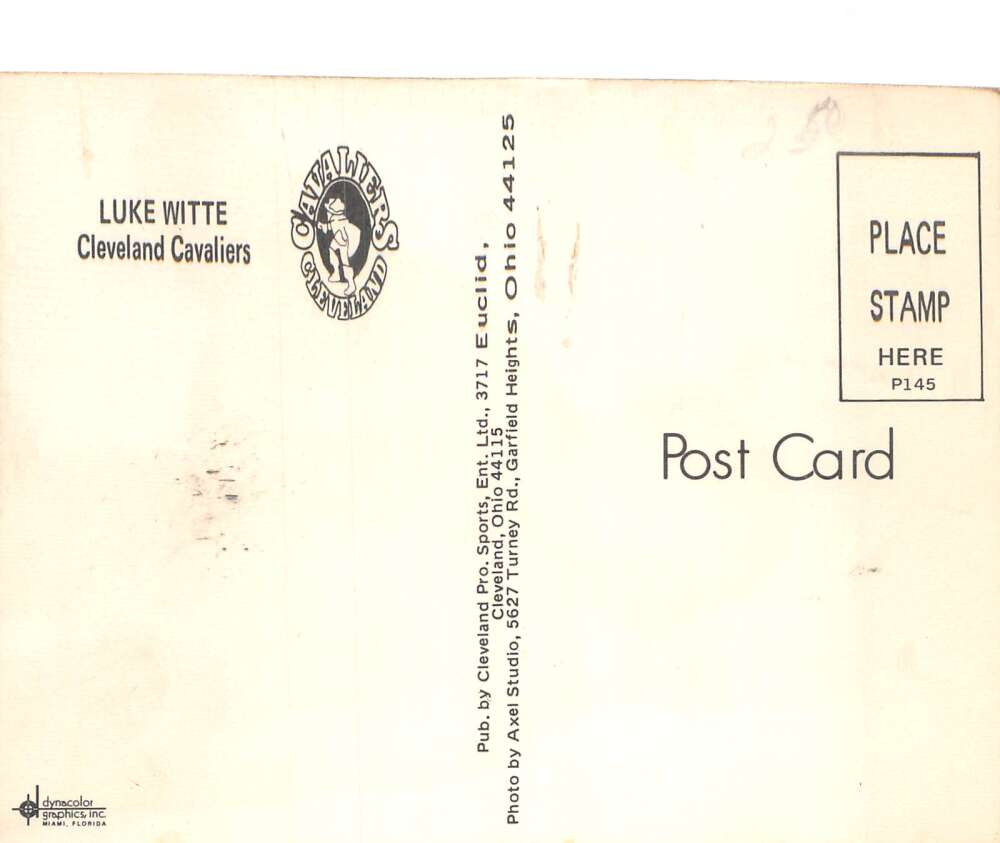 LUKE WITTE
Cleveland Cavaliers
CAVALIERS
CLEVELAND
Pub. by Cleveland Pro. Sports, Ent. Ltd., 3717 Euclid,
Cleveland, Ohio 44115
Photo by Axel Studio, 5627 Turney Rd., Garfield Heights, Ohio 44125
250
PLACE
STAMP
HERE
P145
Post Card
dynacolor
graphics, inc.
MIAMI, FLORIDA